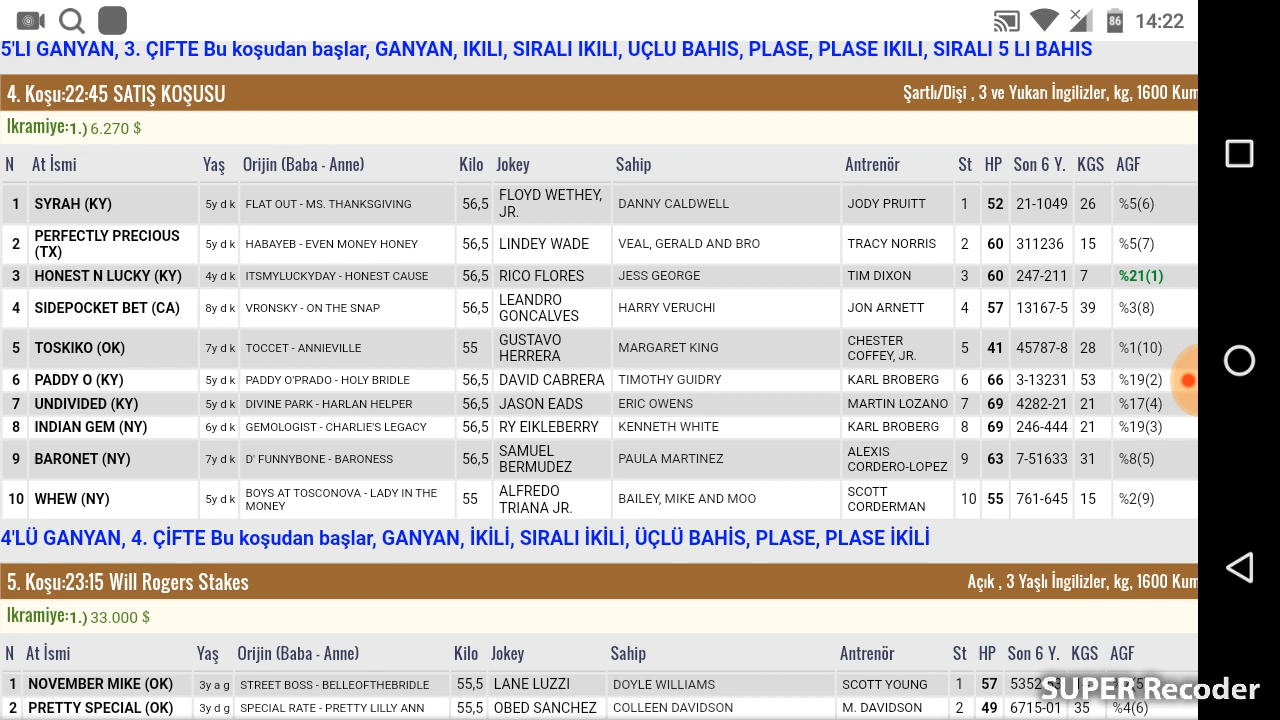 86 14:22
5'LI GANYAN, 3. ÇIFTE Bu koşudan başlar, GANYAN, IKILI, SIRALI IKILI, UÇLU BAHIS, PLASE, PLASE IKILI, SIRALI 5 LI BAHIS
4. Koşu:22:45 SATIŞ KOŞUSU Şartlı/Dişi , 3 ve Yukarı İngilizler, kg, 1600 Kum
Ikramiye:1.) 6.270 $
N At İsmi Yaş Orijin (Baba - Anne) Kilo Jokey Sahip Antrenör St HP Son 6 Y. KGS AGF
1 SYRAH (KY) 5y d k FLAT OUT - MS. THANKSGIVING 56,5 FLOYD WETHEY, JR. DANNY CALDWELL JODY PRUITT 1 52 21-1049 26 %5(6)
2 PERFECTLY PRECIOUS (TX) 5y d k HABAYEB - EVEN MONEY HONEY 56,5 LINDEY WADE VEAL, GERALD AND BRO TRACY NORRIS 2 60 311236 15 %5(7)
3 HONEST N LUCKY (KY) 4y d k ITSMYLUCKYDAY - HONEST CAUSE 56,5 RICO FLORES JESS GEORGE TIM DIXON 3 60 247-211 7 %21(1)
4 SIDEPOCKET BET (CA) 8y d k VRONSKY - ON THE SNAP 56,5 LEANDRO GONCALVES HARRY VERUCHI JON ARNETT 4 57 13167-5 39 %3(8)
5 TOSKIKO (OK) 7y d k TOCCET - ANNIEVILLE 55 GUSTAVO HERRERA MARGARET KING CHESTER COFFEY, JR. 5 41 45787-8 28 %1(10)
6 PADDY O (KY) 5y d k PADDY O'PRADO - HOLY BRIDLE 56,5 DAVID CABRERA TIMOTHY GUIDRY KARL BROBERG 6 66 3-13231 53 %19(2)
7 UNDIVIDED (KY) 5y d k DIVINE PARK - HARLAN HELPER 56,5 JASON EADS ERIC OWENS MARTIN LOZANO 7 69 4282-21 21 %17(4)
8 INDIAN GEM (NY) 6y d k GEMOLOGIST - CHARLIE'S LEGACY 56,5 RY EIKLEBERRY KENNETH WHITE KARL BROBERG 8 69 246-444 21 %19(3)
9 BARONET (NY) 7y d k D' FUNNYBONE - BARONESS 56,5 SAMUEL BERMUDEZ PAULA MARTINEZ ALEXIS CORDERO-LOPEZ 9 63 7-51633 31 %8(5)
10 WHEW (NY) 5y d k BOYS AT TOSCONOVA - LADY IN THE MONEY 55 ALFREDO TRIANA JR. BAILEY, MIKE AND MOO SCOTT CORDERMAN 10 55 761-645 15 %2(9)
4'LÜ GANYAN, 4. ÇİFTE Bu koşudan başlar, GANYAN, İKİLİ, SIRALI İKİLİ, ÜÇLÜ BAHİS, PLASE, PLASE İKİLİ
5. Koşu:23:15 Will Rogers Stakes Açık , 3 Yaşlı İngilizler, kg, 1600 Kum
Ikramiye:1.) 33.000 $
N At İsmi Yaş Orijin (Baba - Anne) Kilo Jokey Sahip Antrenör St HP Son 6 Y. KGS AGF
1 NOVEMBER MIKE (OK) 3y a g STREET BOSS - BELLEOFTHEBRIDLE 55,5 LANE LUZZI DOYLE WILLIAMS SCOTT YOUNG 1 57
2 PRETTY SPECIAL (OK) 3y d g SPECIAL RATE - PRETTY LILLY ANN 55,5 OBED SANCHEZ COLLEEN DAVIDSON M. DAVIDSON 2 49 6715-01 35 %4(6)
SUPER Recoder